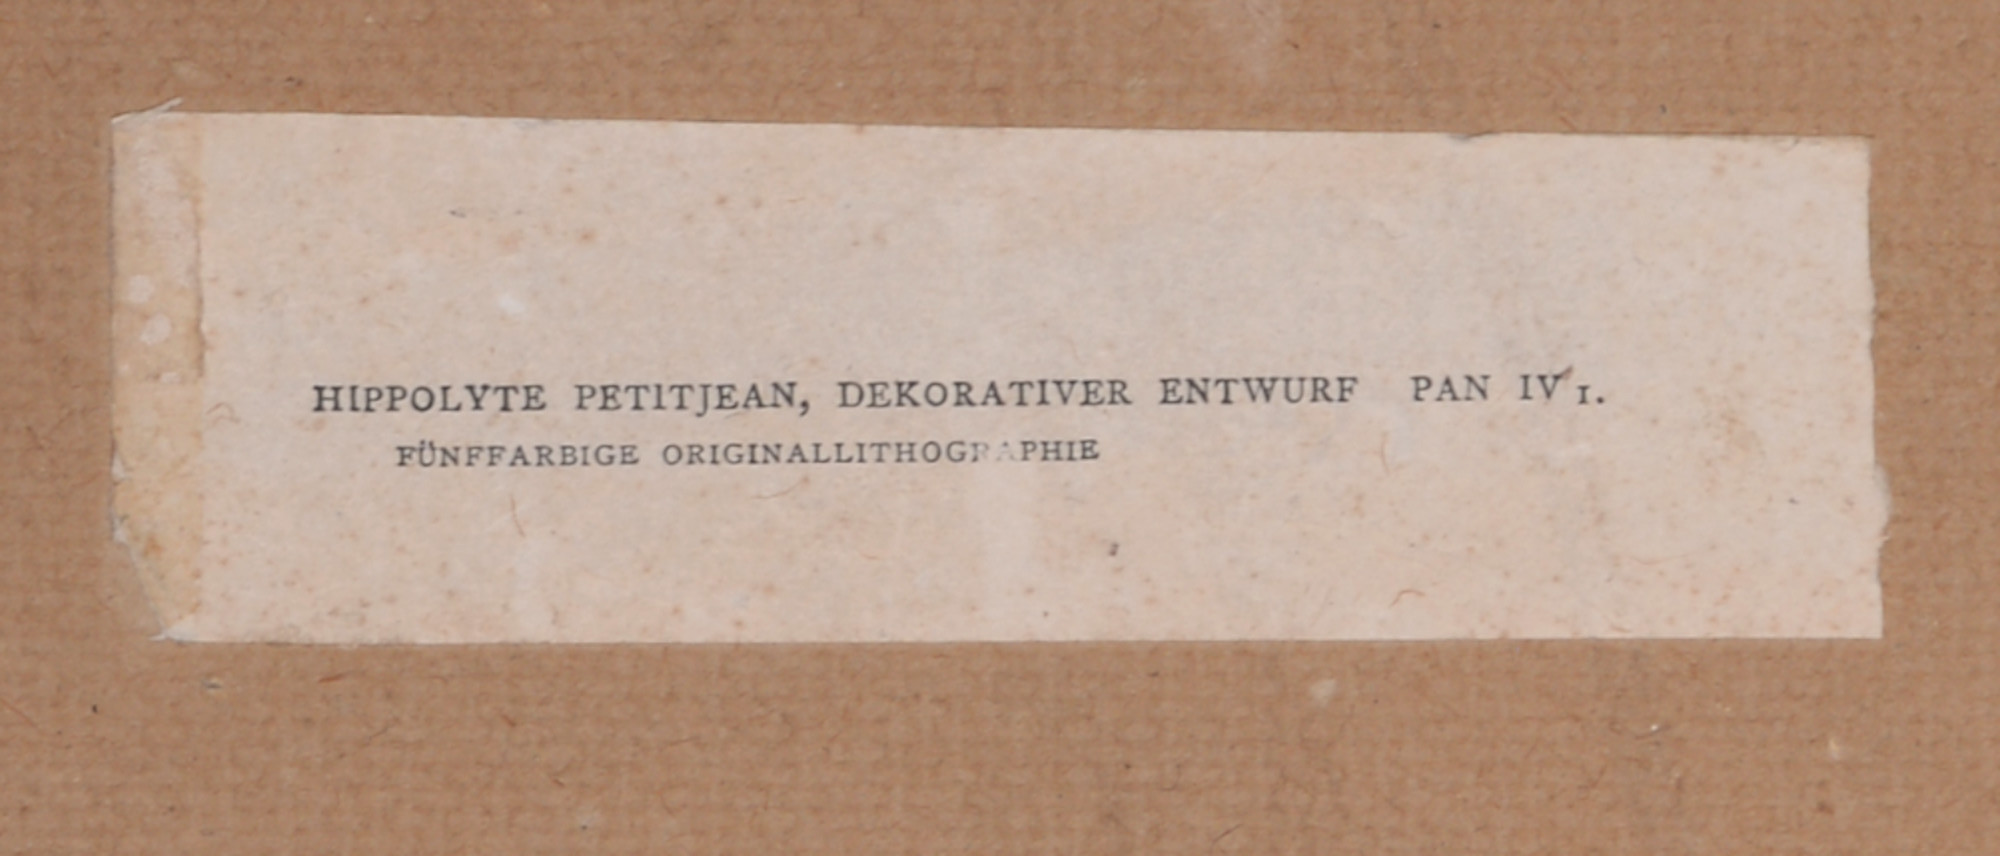 HIPPOLYTE PETITJEAN, DEKORATIVER ENTWURF PAN IV 1.
FÜNFFARBIGE ORIGINALLITHOGRAPHIE